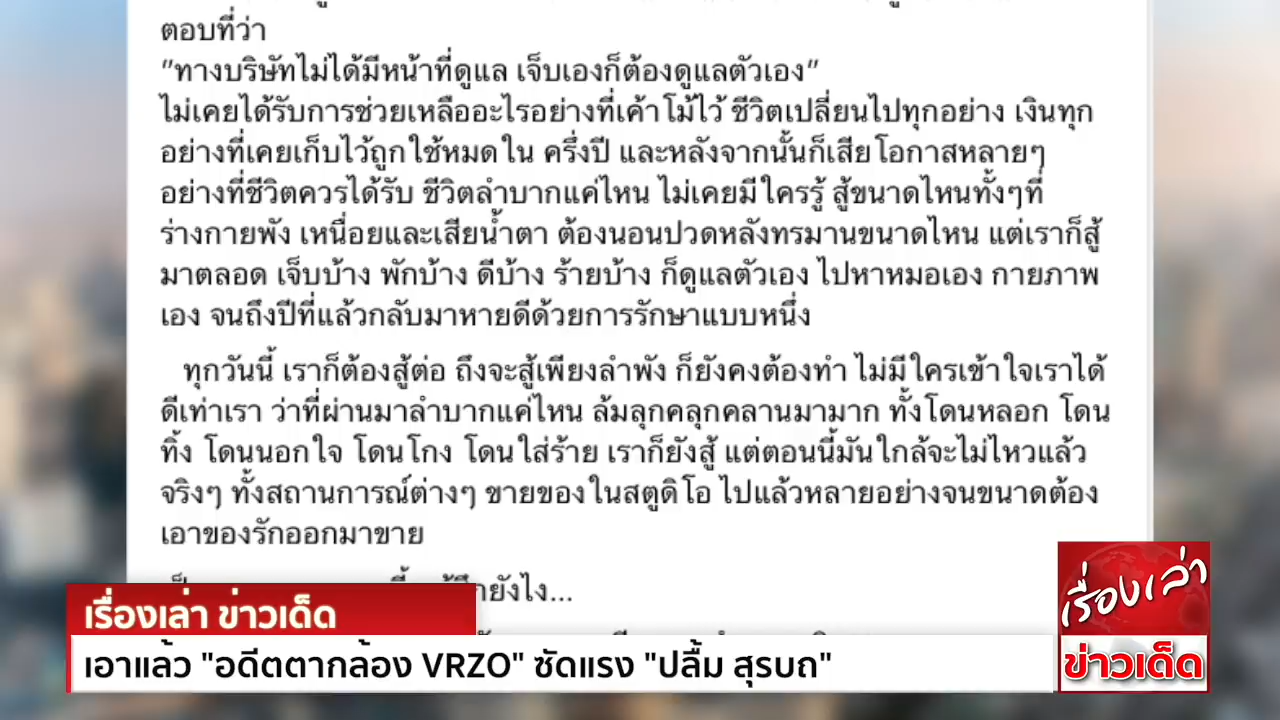 ตอบที่ว่า
"ทางบริษัทไม่ได้มีหน้าที่ดูแล เจ็บเองก็ต้องดูแลตัวเอง"
ไม่เคยได้รับการช่วยเหลืออะไรอย่างที่เค้าโม้ไว้ ชีวิตเปลี่ยนไปทุกอย่าง เงินทุก
อย่างที่เคยเก็บไว้ถูกใช้หมดใน ครึ่งปี และหลังจากนั้นก็เสียโอกาสหลายๆ
อย่างที่ชีวิตควรได้รับ ชีวิตลำบากแค่ไหน ไม่เคยมีใครรู้ สู้ขนาดไหนทั้งๆที่
ร่างกายพัง เหนื่อยและเสียน้ำตา ต้องนอนปวดหลังทรมานขนาดไหน แต่เราก็สู้
มาตลอด เจ็บบ้าง พักบ้าง ดีบ้าง ร้ายบ้าง ก็ดูแลตัวเอง ไปหาหมอเอง กายภาพ
เอง จนถึงปีที่แล้วกลับมาหายดีด้วยการรักษาแบบหนึ่ง
ทุกวันนี้ เราก็ต้องสู้ต่อ ถึงจะสู้เพียงลำพัง ก็ยังคงต้องทำ ไม่มีใครเข้าใจเราได้
ดีเท่าเรา ว่าที่ผ่านมาลำบากแค่ไหน ล้มลุกคลุกคลานมามาก ทั้งโดนหลอก โดน
ทิ้ง โดนนอกใจ โดนโกง โดนใส่ร้าย เราก็ยังสู้ แต่ตอนนี้มันใกล้จะไม่ไหวแล้ว
จริงๆ ทั้งสถานการณ์ต่างๆ ขายของในสตูดิโอ ไปแล้วหลายอย่างจนขนาดต้อง
เอาของรักออกมาขาย
ยังไง...
เรื่องเล่า ข่าวเด็ด
เอาแล้ว "อดีตตากล้อง VRZO" ซัดแรง "ปลื้ม สุรบถ"
เรื่องเล่า
ข่าวเด็ด